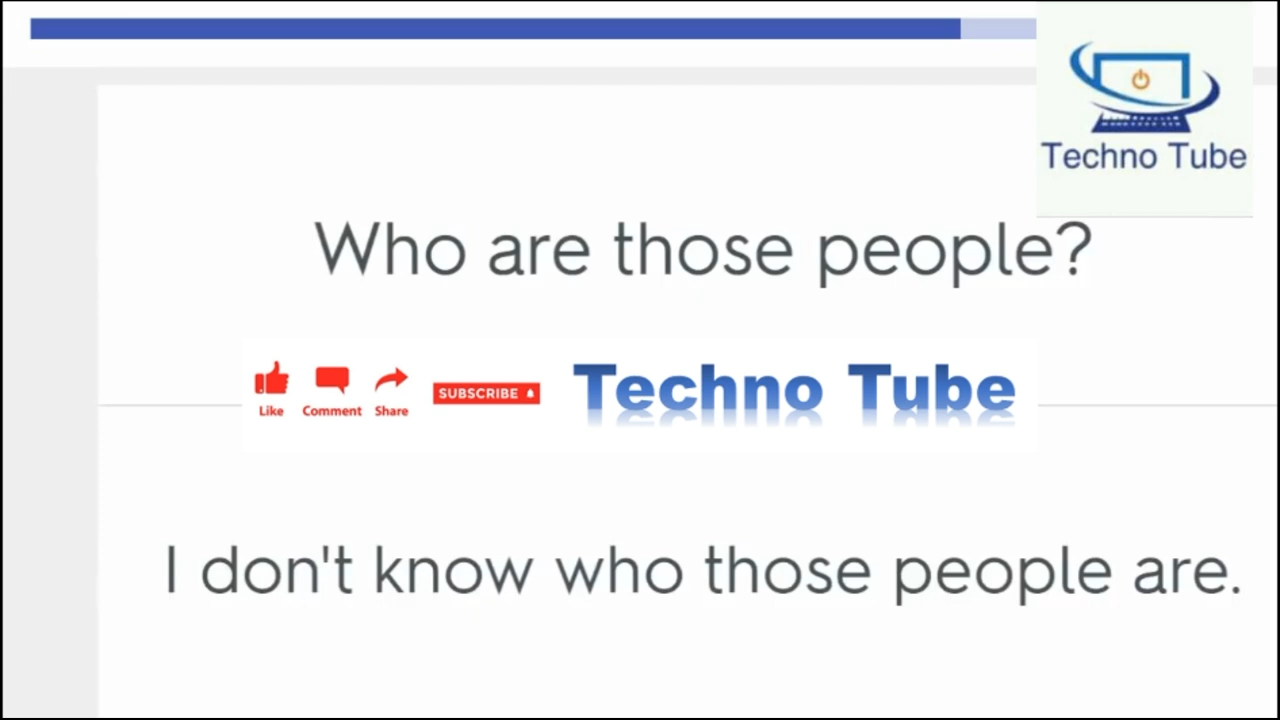 Techno Tube
Who are those people?
Like Comment Share SUBSCRIBE Techno Tube
I don't know who those people are.